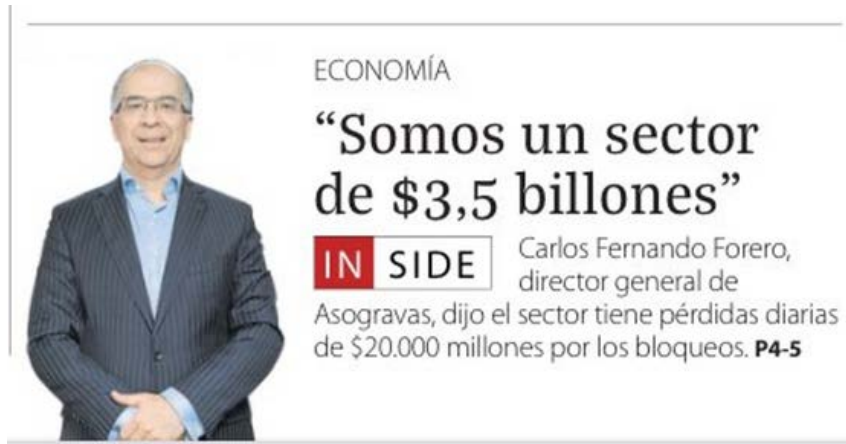 ECONOMÍA
“Somos un sector
de $3,5 billones”
IN SIDE
Carlos Fernando Forero,
director general de
Asogravas, dijo el sector tiene pérdidas diarias
de $20.000 millones por los bloqueos. P4-5